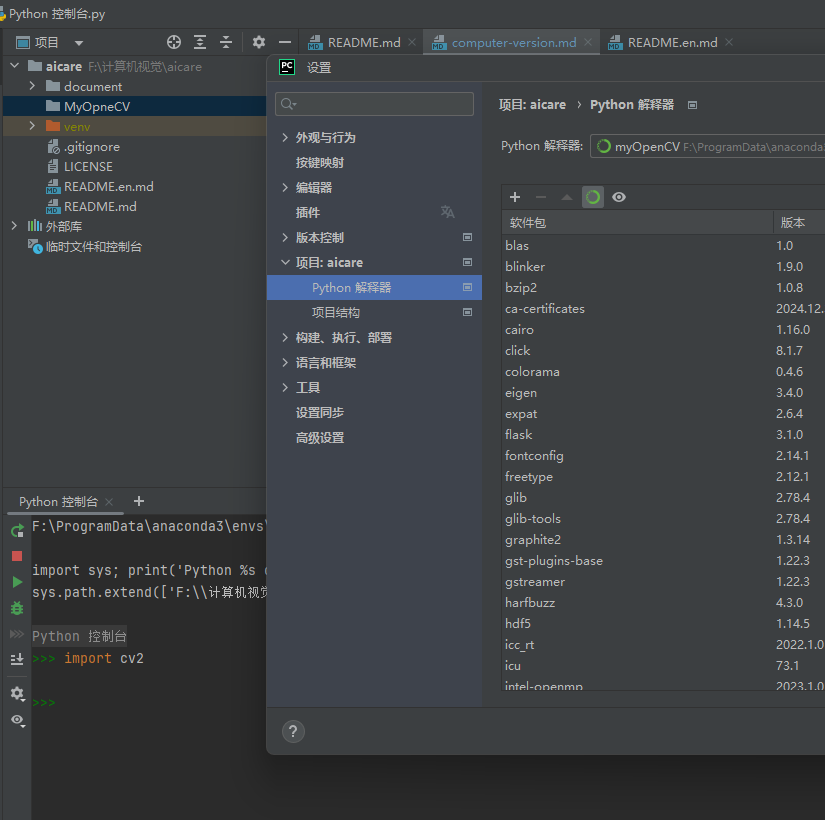 Python 控制台.py
项目
README.md
computer-version.md
README.en.md
aicare F:\计算机视觉\aicare
document
MyOpneCV
venv
.gitignore
LICENSE
README.en.md
README.md
外部库
临时文件和控制台
PC 设置
外观与行为
按键映射
编辑器
插件
版本控制
项目: aicare
Python 解释器
项目结构
构建、执行、部署
语言和框架
工具
设置同步
高级设置
项目: aicare › Python 解释器
Python 解释器: myOpenCV F:\ProgramData\anaconda3
软件包 版本
blas 1.0
blinker 1.9.0
bzip2 1.0.8
ca-certificates 2024.12.
cairo 1.16.0
click 8.1.7
colorama 0.4.6
eigen 3.4.0
expat 2.6.4
flask 3.1.0
fontconfig 2.14.1
freetype 2.12.1
glib 2.78.4
glib-tools 2.78.4
graphite2 1.3.14
gst-plugins-base 1.22.3
gstreamer 1.22.3
harfbuzz 4.3.0
hdf5 1.14.5
icc_rt 2022.1.0
icu 73.1
intel-openmp 2023.1.0
?
Python 控制台
F:\ProgramData\anaconda3\envs\
import sys; print('Python %s
sys.path.extend(['F:\\计算机视觉
Python 控制台
>>> import cv2
>>>